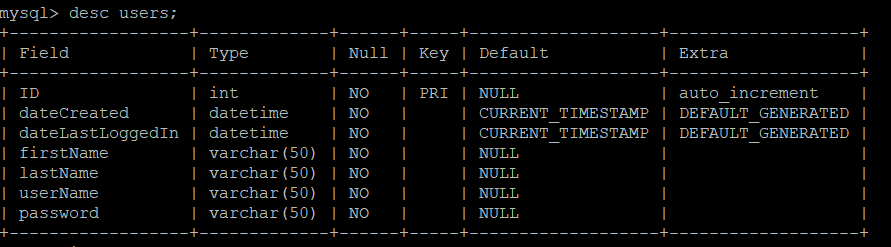 mysql> desc users;
+------------------+-------------+------+-----+-------------------+-------------------+
| Field            | Type        | Null | Key | Default           | Extra             |
+------------------+-------------+------+-----+-------------------+-------------------+
| ID               | int         | NO   | PRI | NULL              | auto_increment    |
| dateCreated      | datetime    | NO   |     | CURRENT_TIMESTAMP | DEFAULT_GENERATED |
| dateLastLoggedIn | datetime    | NO   |     | CURRENT_TIMESTAMP | DEFAULT_GENERATED |
| firstName        | varchar(50) | NO   |     | NULL              |                   |
| lastName         | varchar(50) | NO   |     | NULL              |                   |
| userName         | varchar(50) | NO   |     | NULL              |                   |
| password         | varchar(50) | NO   |     | NULL              |                   |
+------------------+-------------+------+-----+-------------------+-------------------+